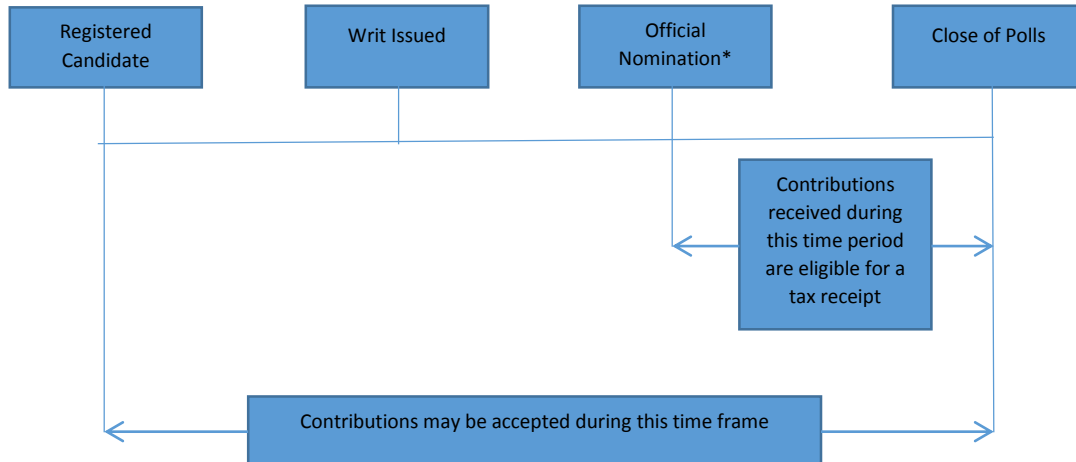 Registered
Candidate
Writ Issued
Official
Nomination*
Close of Polls
Contributions
received during
this time period
are eligible for a
tax receipt
Contributions may be accepted during this time frame